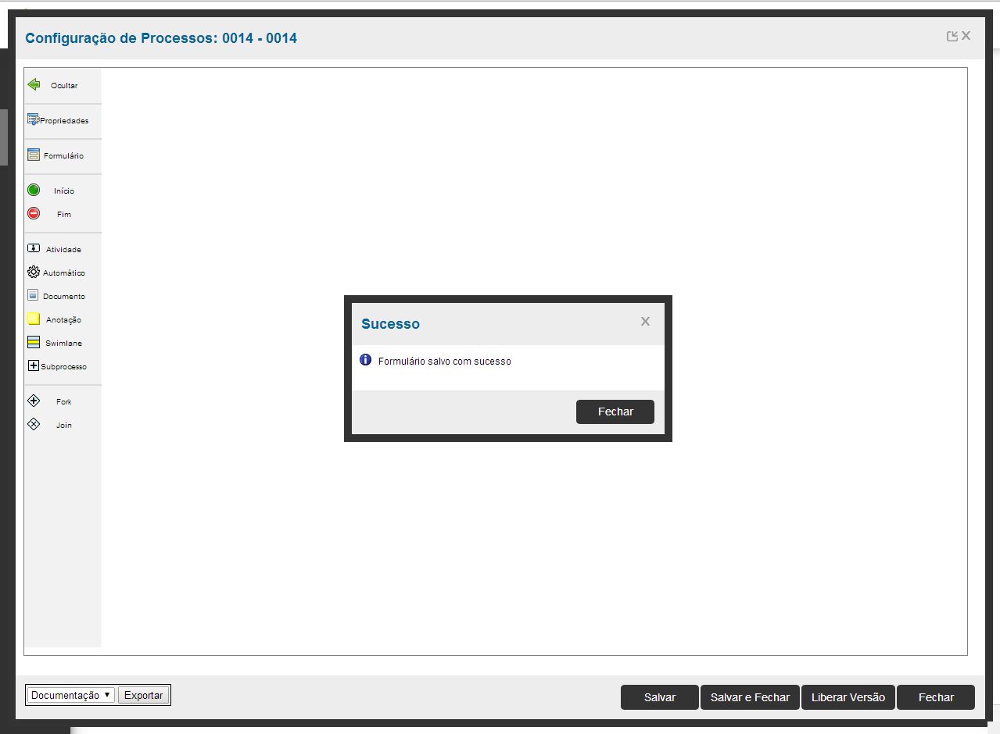 Configuração de Processos: 0014 - 0014
X
Ocultar
Propriedades
Formulário
Início
Fim
Atividade
Automático
Documento
Anotação
Swimlane
Subprocesso
Fork
Join
Sucesso
X
Formulário salvo com sucesso
Fechar
Documentação
Exportar
Salvar
Salvar e Fechar
Liberar Versão
Fechar